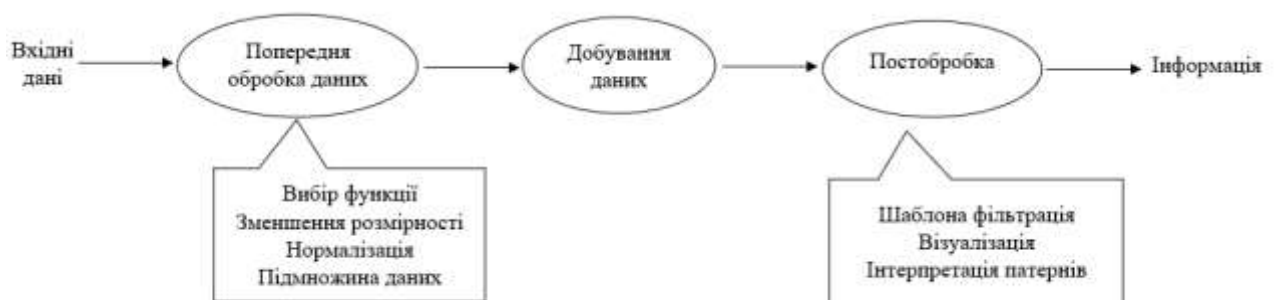 Вхідні
дані
Попередня
обробка даних
Добування
даних
Постобробка
Інформація
Вибір функції
Зменшення розмірності
Нормалізація
Підмножина даних
Шаблона фільтрація
Візуалізація
Інтерпретація патернів